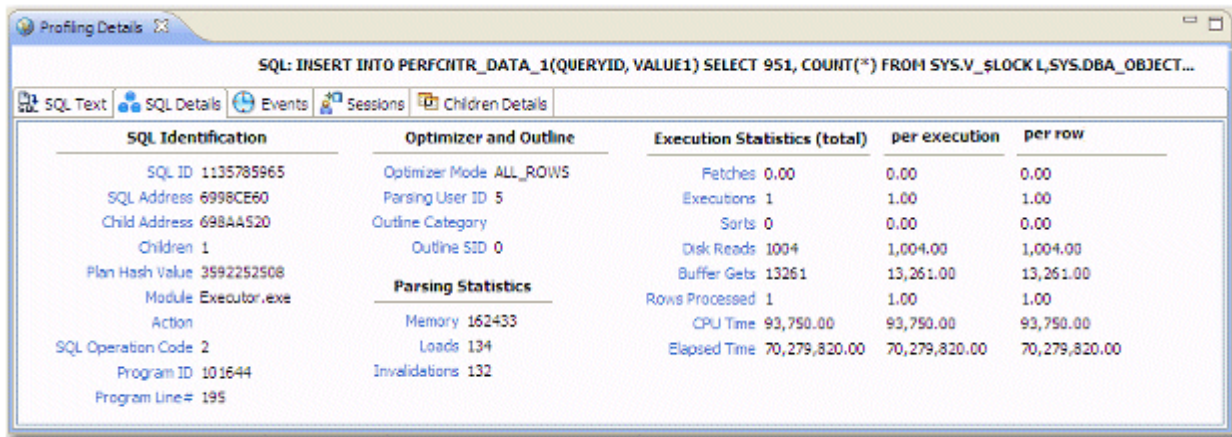 Profiling Details
SQL: INSERT INTO PERFCNTR_DATA_1(QUERYID, VALUE1) SELECT 951, COUNT(*) FROM SYS.V_$LOCK L,SYS.DBA_OBJECT...
SQL Text SQL Details Events Sessions Children Details
SQL Identification
SQL ID 1135785965
SQL Address 6998CE60
Child Address 698AA520
Children 1
Plan Hash Value 3592252508
Module Executor.exe
Action
SQL Operation Code 2
Program ID 101644
Program Line# 195
Optimizer and Outline
Optimizer Mode ALL_ROWS
Parsing User ID 5
Outline Category
Outline SID 0
Parsing Statistics
Memory 162433
Loads 134
Invalidations 132
Execution Statistics (total) per execution per row
Fetches 0.00 0.00 0.00
Executions 1 1.00 1.00
Sorts 0 0.00 0.00
Disk Reads 1004 1,004.00 1,004.00
Buffer Gets 13261 13,261.00 13,261.00
Rows Processed 1 1.00 1.00
CPU Time 93,750.00 93,750.00 93,750.00
Elapsed Time 70,279,820.00 70,279,820.00 70,279,820.00